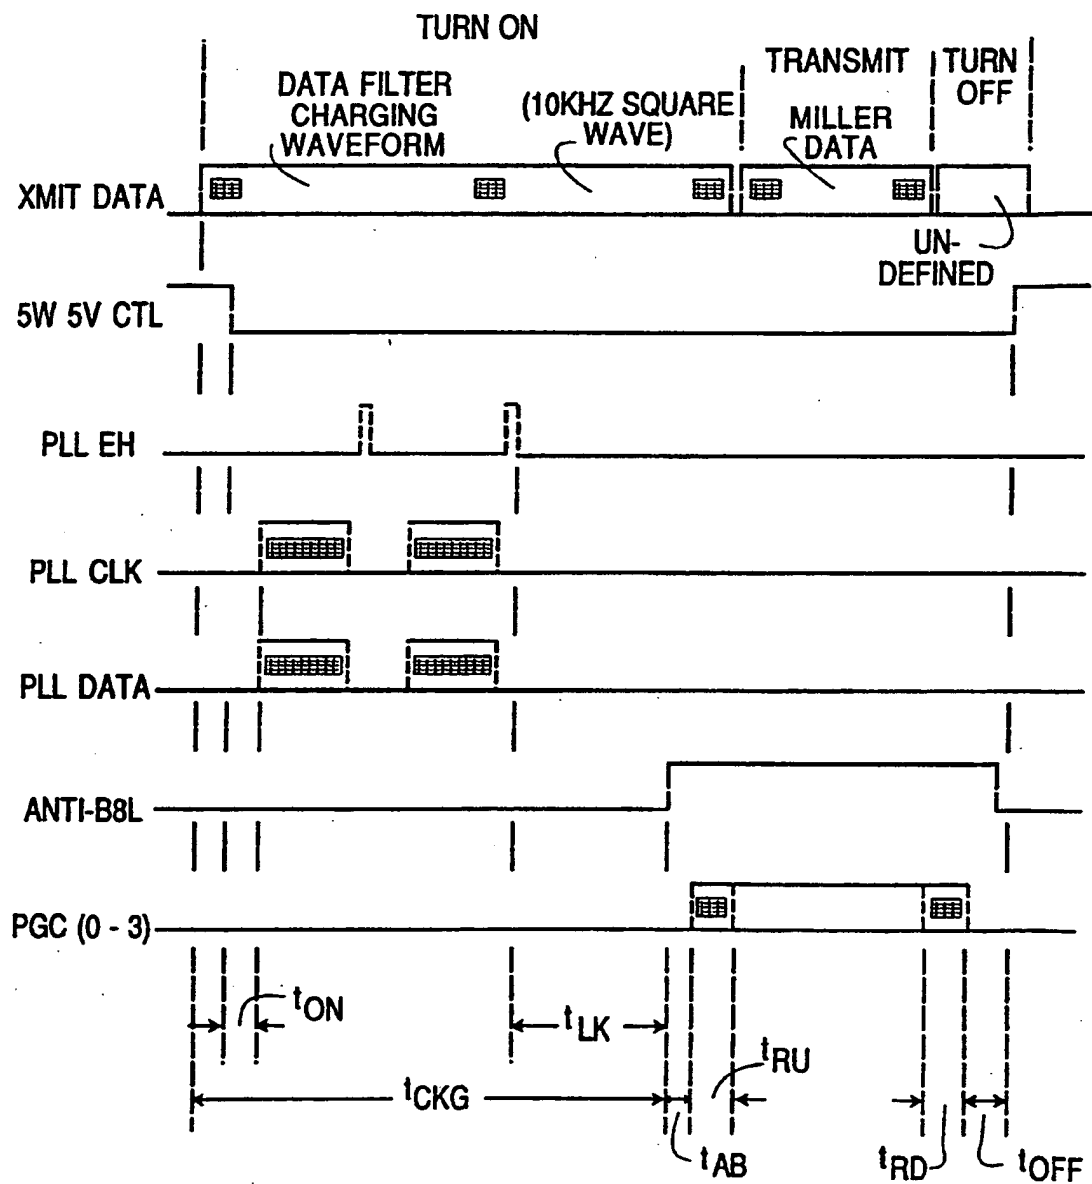 TURN ON
TRANSMIT
TURN
OFF
DATA FILTER
CHARGING
WAVEFORM
(10KHZ SQUARE
WAVE)
MILLER
DATA
XMIT DATA
UN-
DEFINED
5W 5V CTL
PLL EH
PLL CLK
PLL DATA
ANTI-B8L
PGC (0 - 3)
tON
tLK
tRU
tCKG
tAB
tRD
tOFF